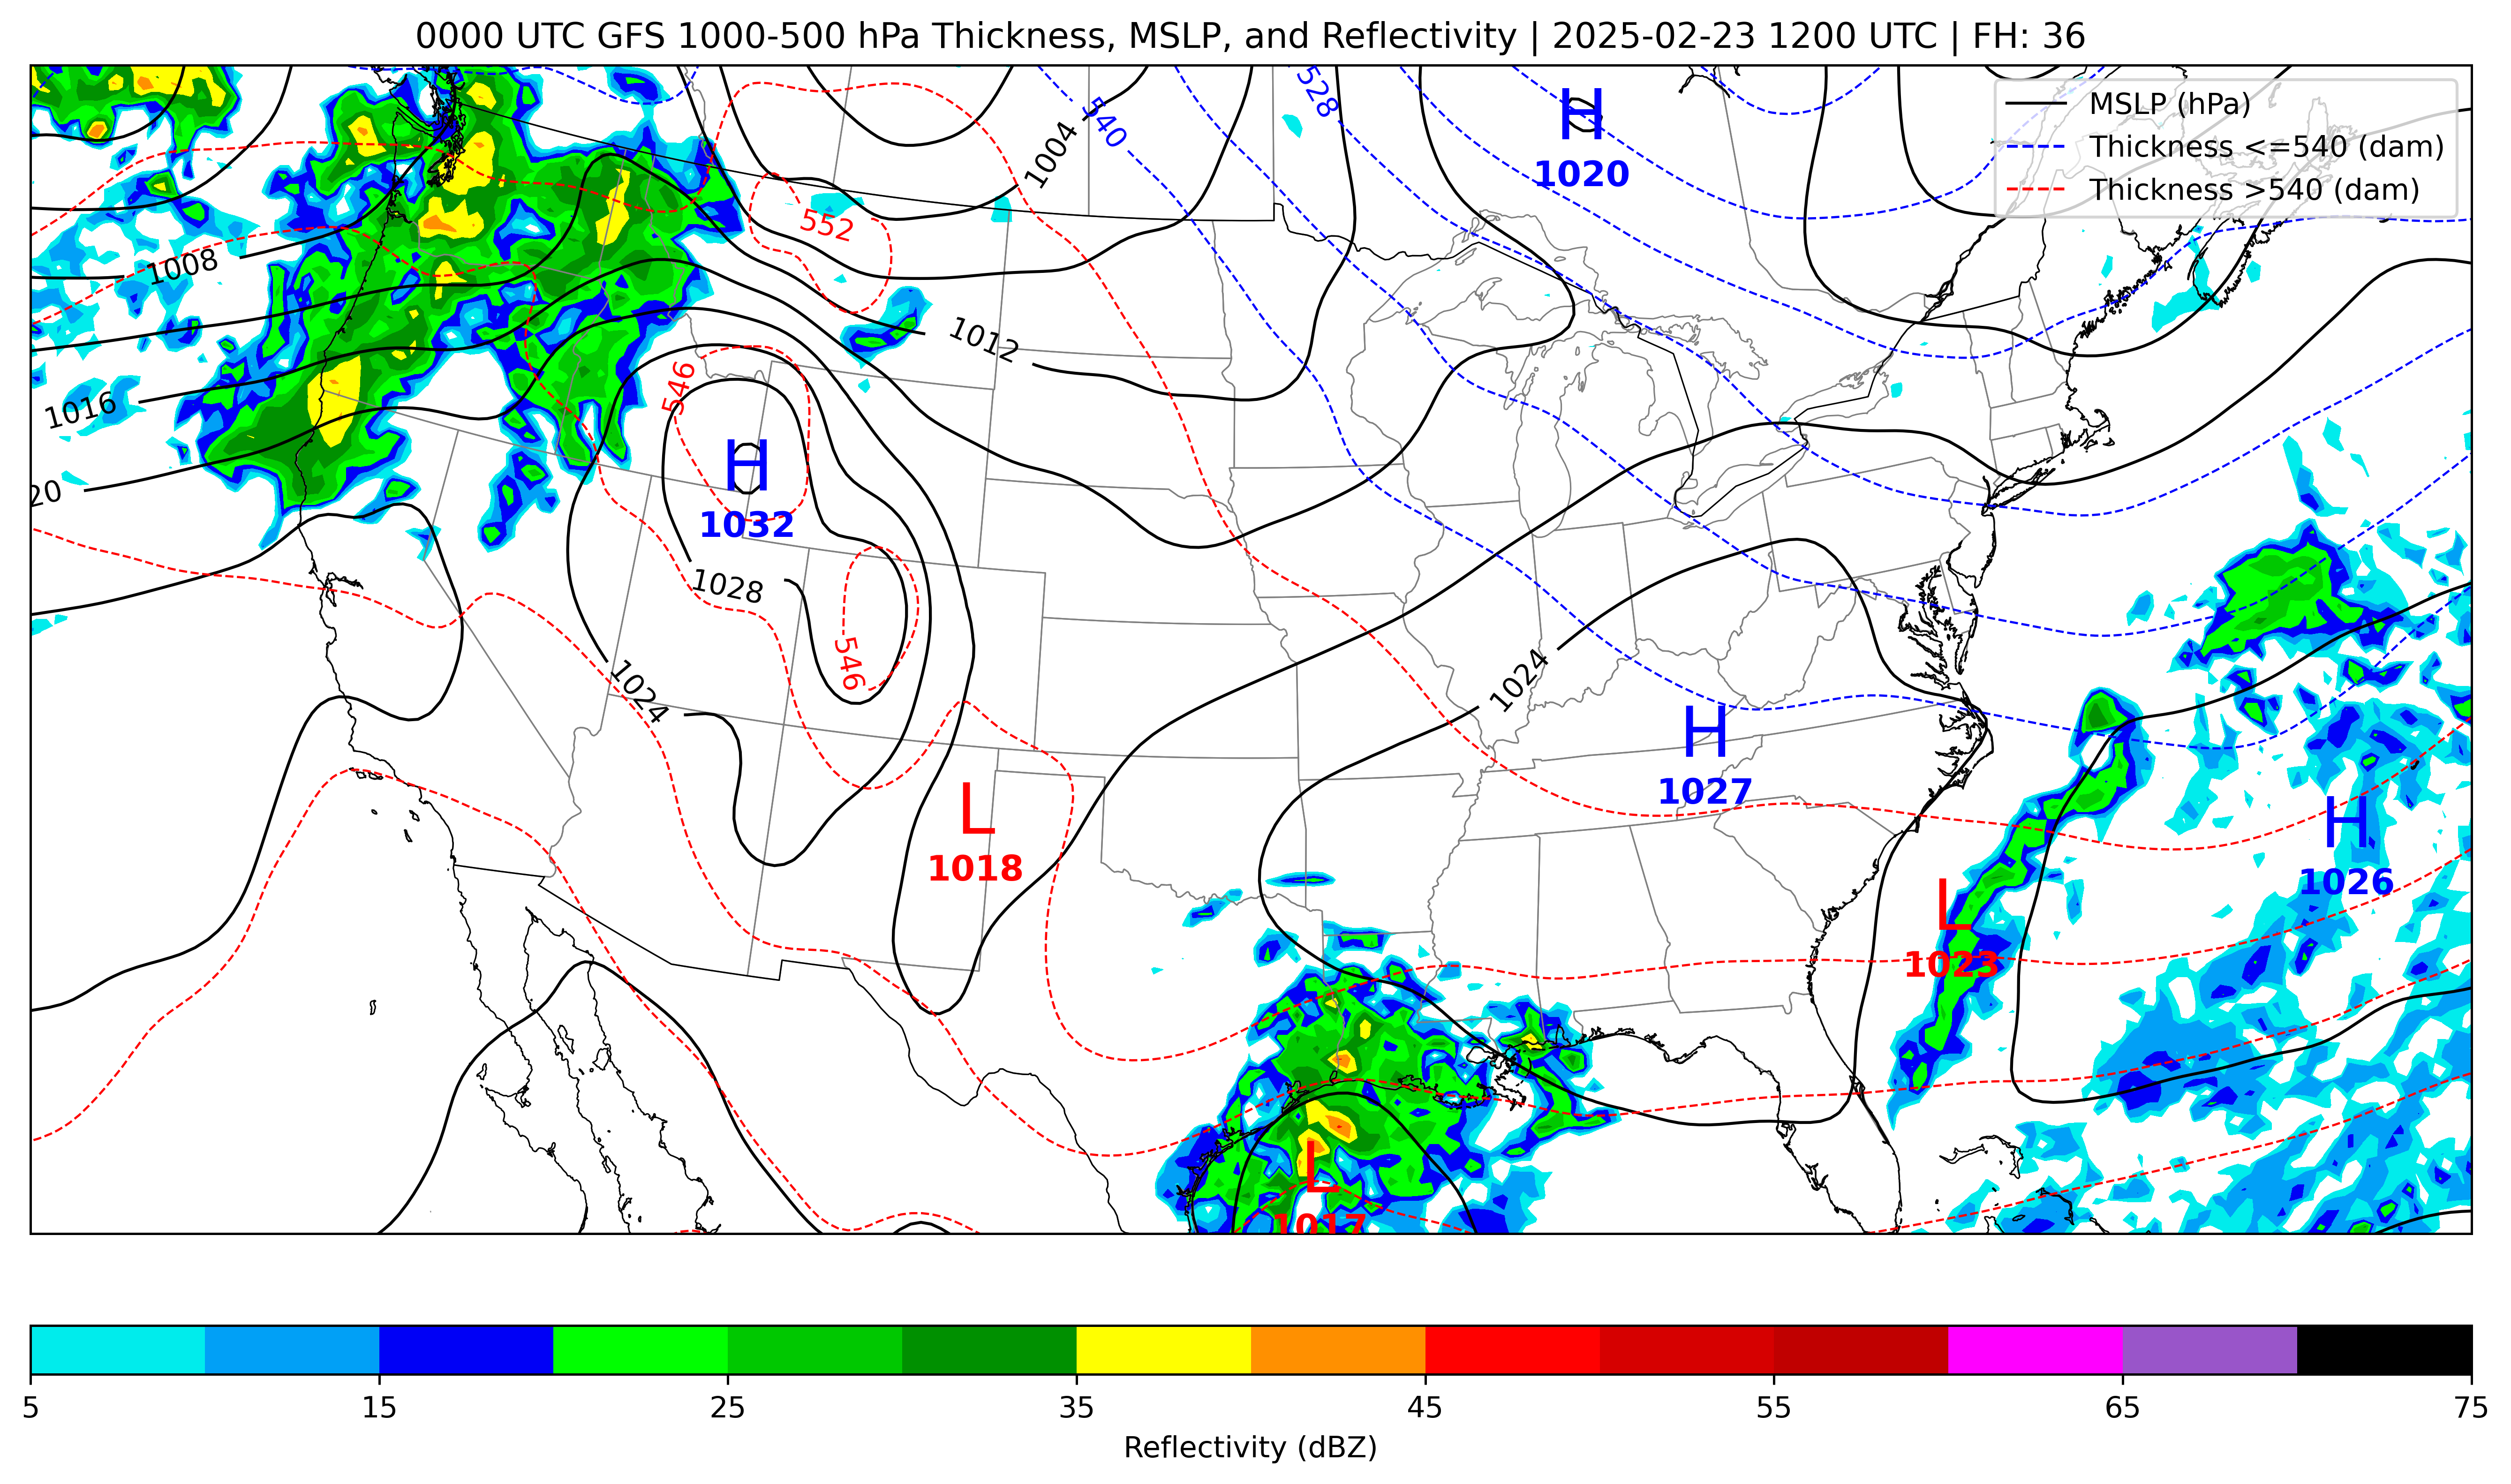 0000 UTC GFS 1000-500 hPa Thickness, MSLP, and Reflectivity | 2025-02-23 1200 UTC | FH: 36
MSLP (hPa)
Thickness <=540 (dam)
Thickness >540 (dam)
528
540
1004
H
1020
552
1008
1012
546
1016
H
20
1032
1028
546
1024
1024
H
1027
L
1018
H
1026
L
1023
L
1017
5 15 25 35 45 55 65 75
Reflectivity (dBZ)